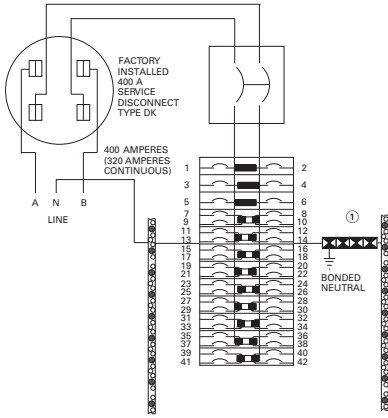 FACTORY
INSTALLED
400 A
SERVICE
DISCONNECT
TYPE DK
400 AMPERES
(320 AMPERES
CONTINUOUS)
A N B
LINE
1 2
3 4
5 6
7 8
9 10
11 12
13 14
15 16
17 18
19 20
21 22
23 24
25 26
27 28
29 30
31 32
33 34
35 36
37 38
39 40
41 42
1
BONDED
NEUTRAL